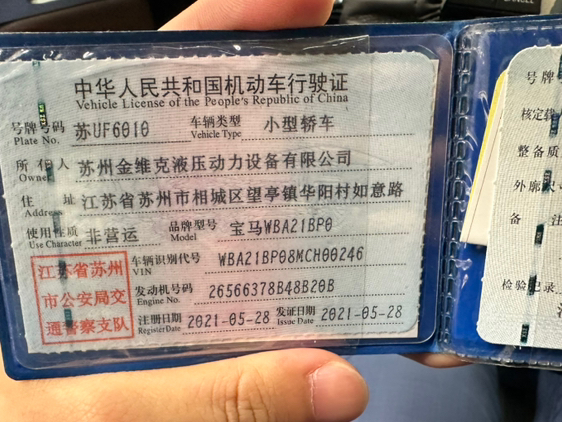 中华人民共和国机动车行驶证
Vehicle License of the People's Republic of China
号牌号码 苏UF6010 车辆类型 小型轿车
Plate No. Vehicle Type
所有人 苏州金维克液压动力设备有限公司
Owner
住址 江苏省苏州市相城区望亭镇华阳村如意路
Address
使用性质 非营运 品牌型号 宝马WBA21BP0
Use Character Model
江苏省苏州
市公安局交
通警察支队
车辆识别代号 WBA21BP08MCH00246
VIN
发动机号码 26566378B48B20B
Engine No.
注册日期 2021-05-28 发证日期 2021-05-28
Register Date Issue Date
号牌
核定载
整备质
外廓尺
备 注
检验记录